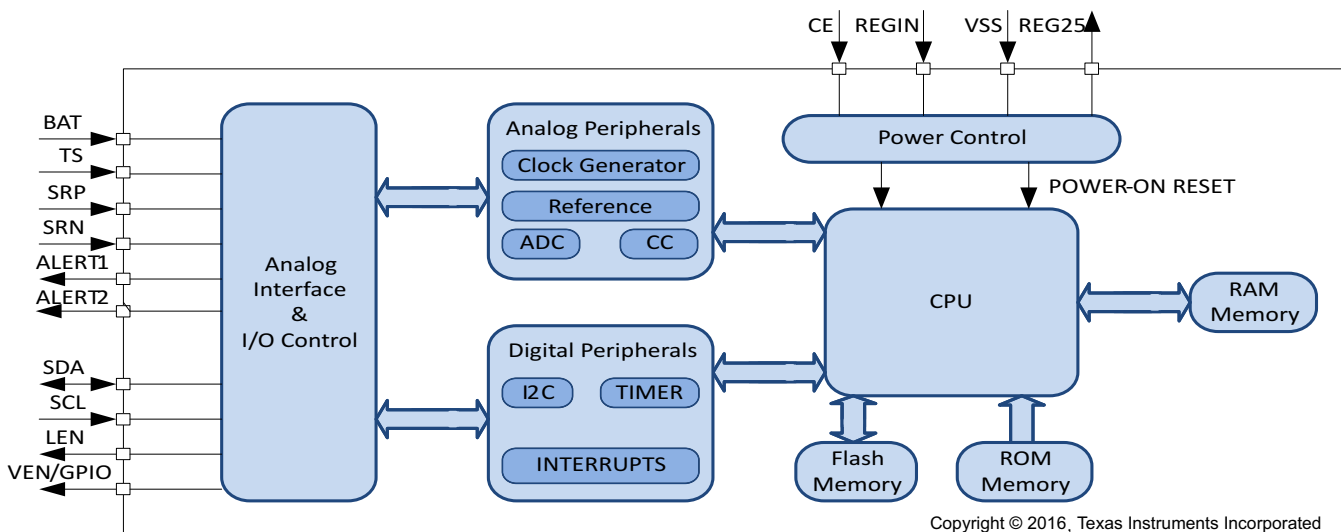 CE REGIN VSS REG25
BAT
TS
SRP
SRN
ALERT1
ALERT2
SDA
SCL
LEN
VEN/GPIO
Analog
Interface
&
I/O Control
Analog Peripherals
Clock Generator
Reference
ADC CC
Digital Peripherals
I2C TIMER
INTERRUPTS
Power Control
POWER-ON RESET
CPU
RAM
Memory
Flash
Memory
ROM
Memory
Copyright © 2016, Texas Instruments Incorporated